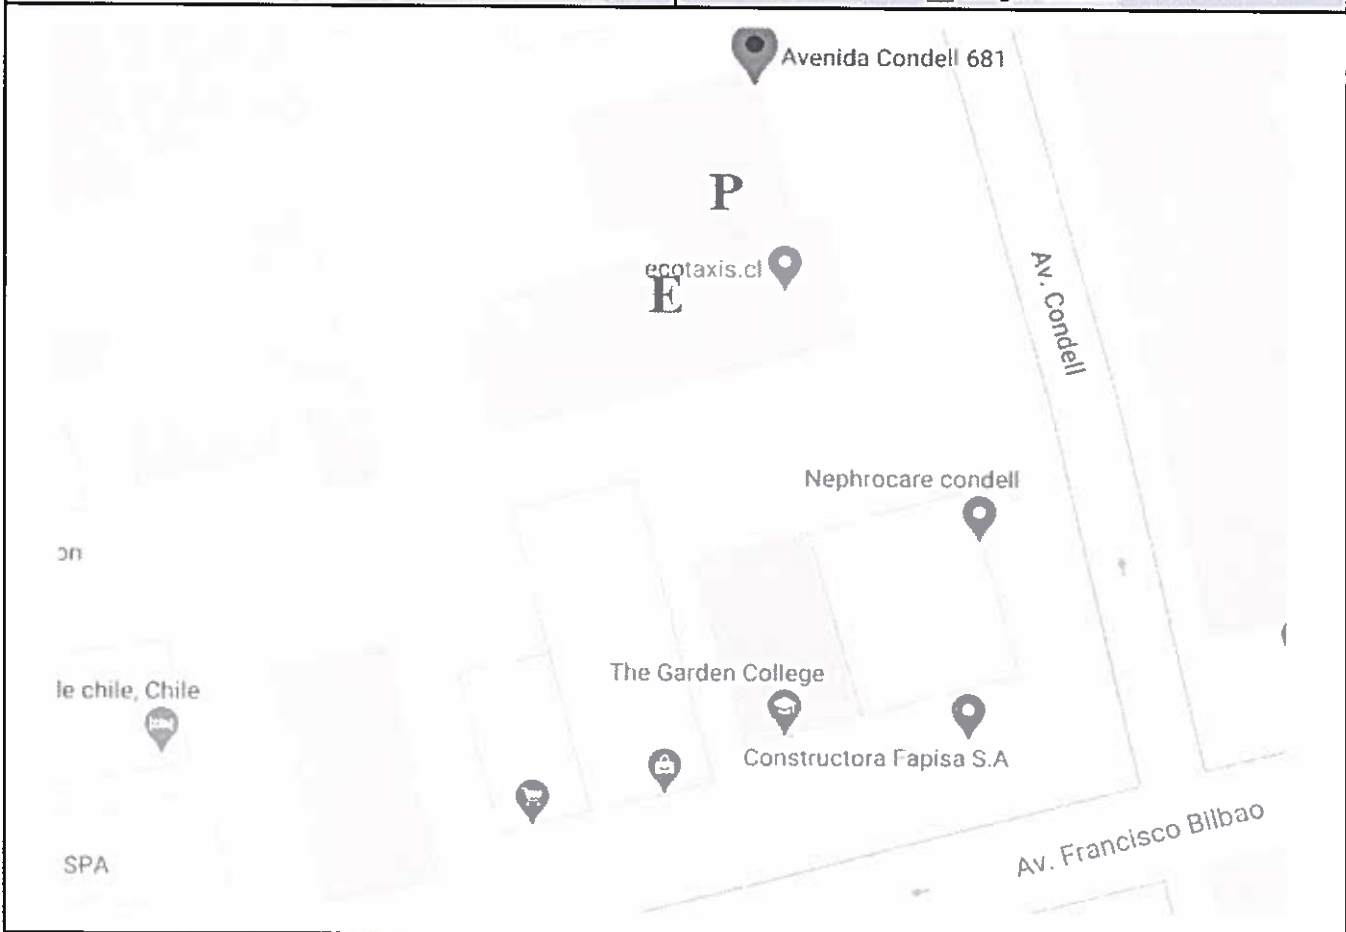 Avenida Condell 681
P
ecotaxis.cl
E
Av. Condell
Nephrocare condell
on
le chile, Chile
The Garden College
Constructora Fapisa S.A
Av. Francisco Bilbao
SPA